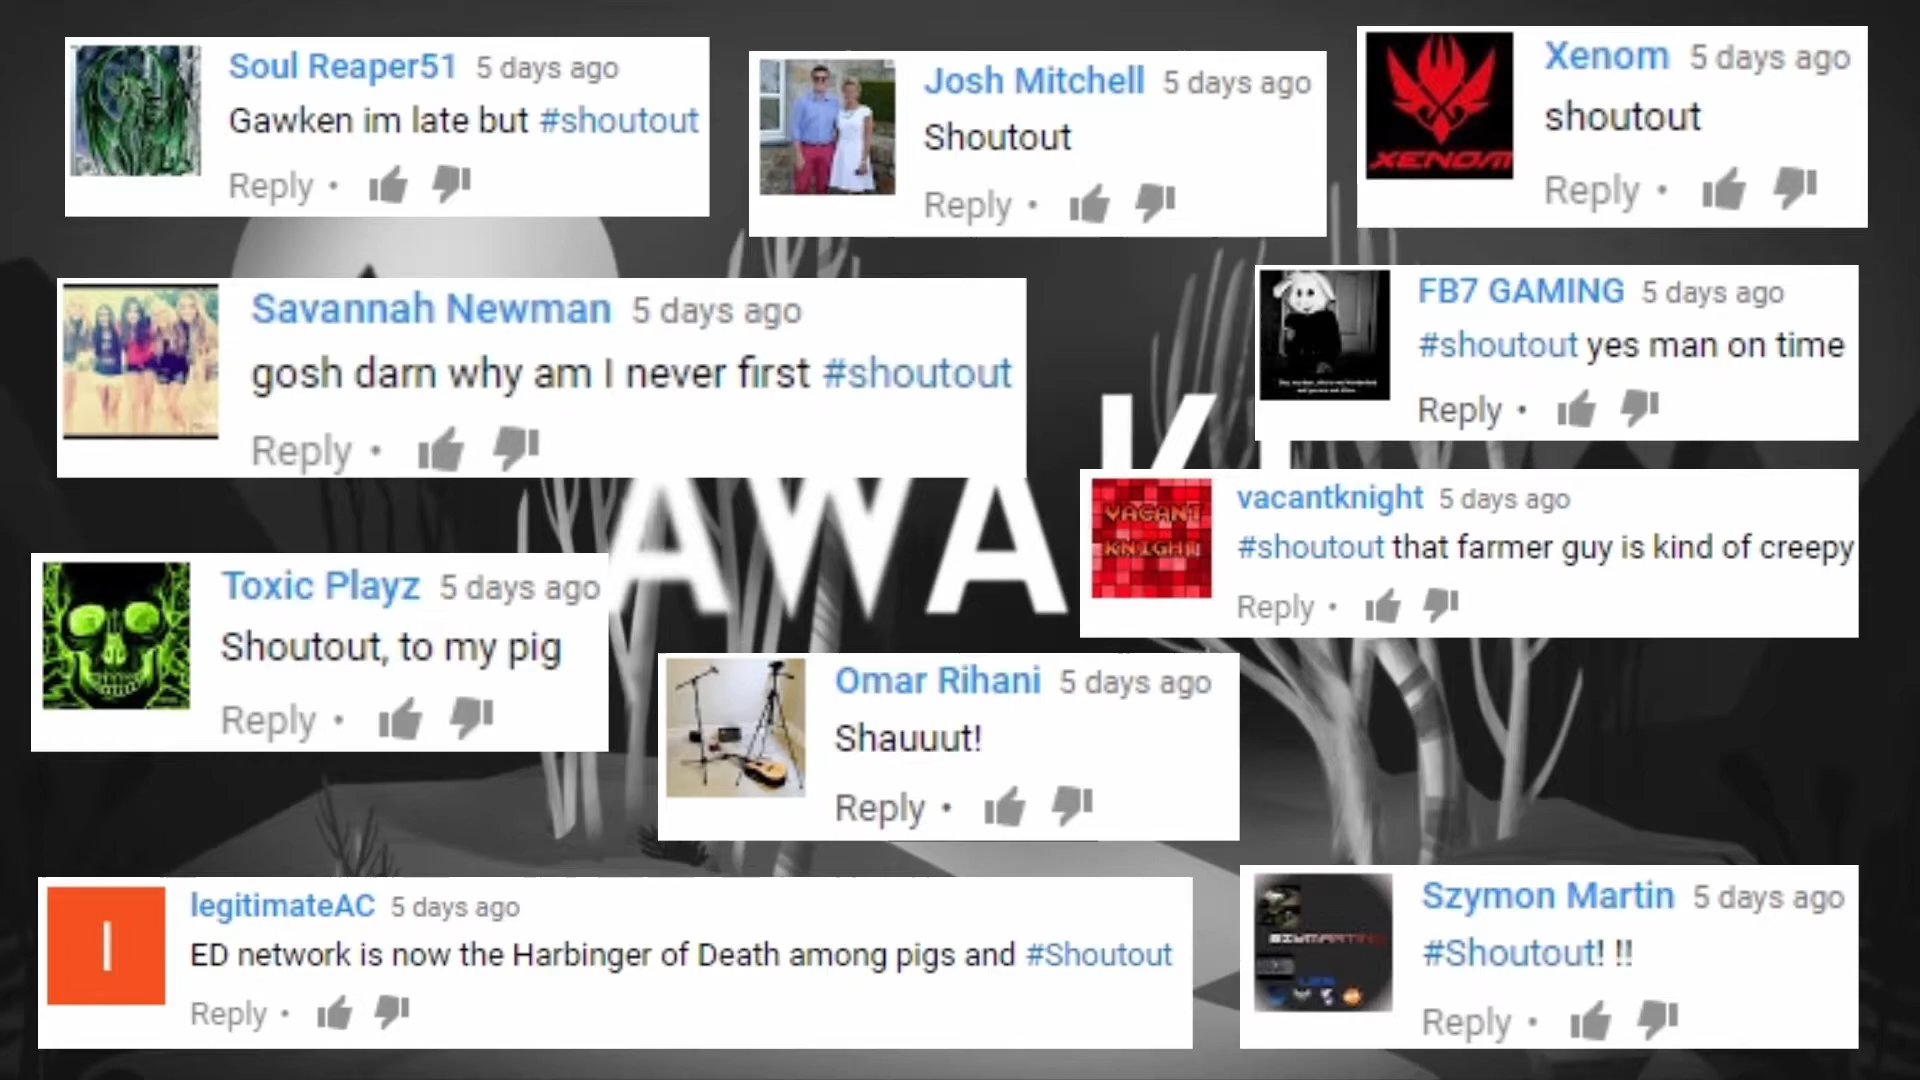 Soul Reaper51 5 days ago
Gawken im late but #shoutout
Reply •
Josh Mitchell 5 days ago
Shoutout
Reply •
XENOM
Xenom 5 days ago
shoutout
Reply •
Savannah Newman 5 days ago
gosh darn why am I never first #shoutout
Reply •
FB7 GAMING 5 days ago
#shoutout yes man on time
Reply •
AWA
VACANT
KNIGHT
vacantknight 5 days ago
#shoutout that farmer guy is kind of creepy
Reply •
Toxic Playz 5 days ago
Shoutout, to my pig
Reply •
Omar Rihani 5 days ago
Shauuut!
Reply •
l
legitimateAC 5 days ago
ED network is now the Harbinger of Death among pigs and #Shoutout
Reply •
Szymon Martin 5 days ago
#Shoutout! !!
Reply •